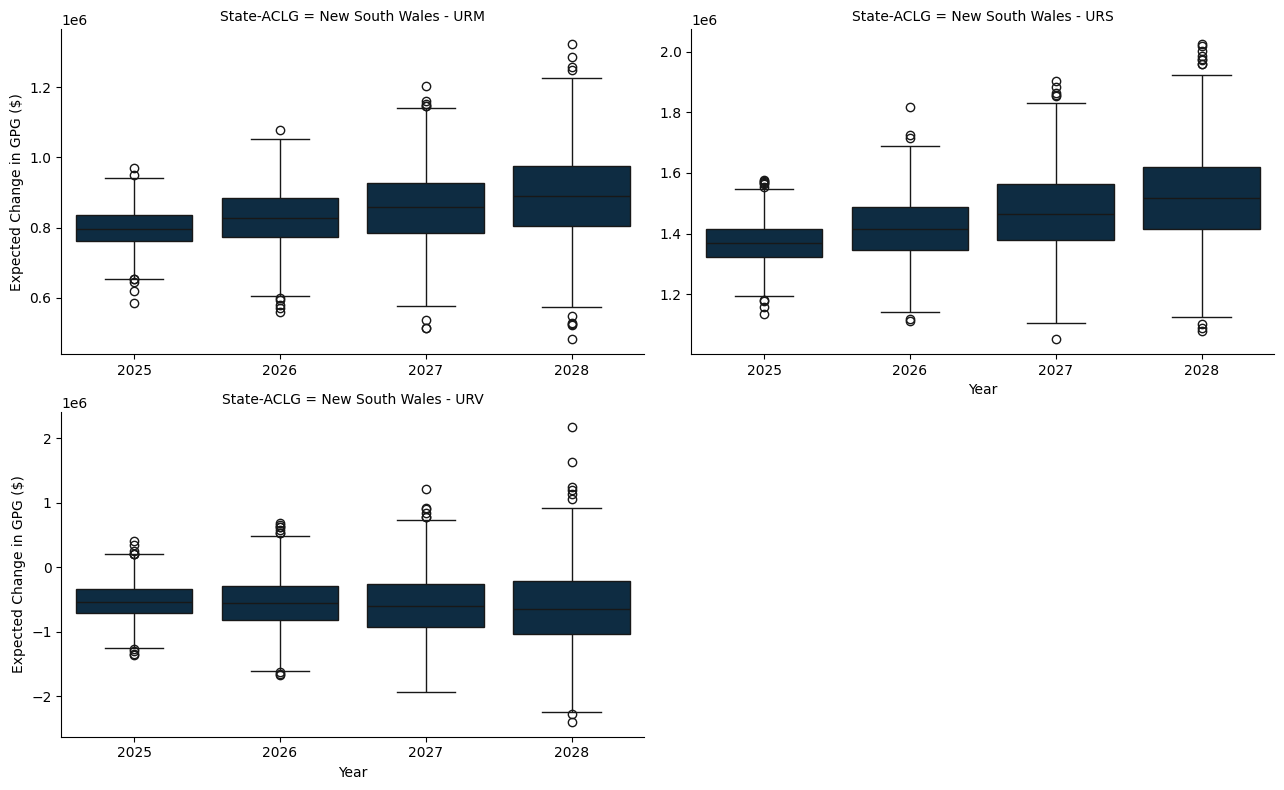 State-ACLG = New South Wales - URM
1e6
Expected Change in GPG ($)
1.2
1.0
0.8
0.6
2025 2026 2027 2028
State-ACLG = New South Wales - URS
1e6
2.0
1.8
1.6
1.4
1.2
2025 2026 2027 2028
Year
State-ACLG = New South Wales - URV
1e6
Expected Change in GPG ($)
2
1
0
−1
−2
2025 2026 2027 2028
Year